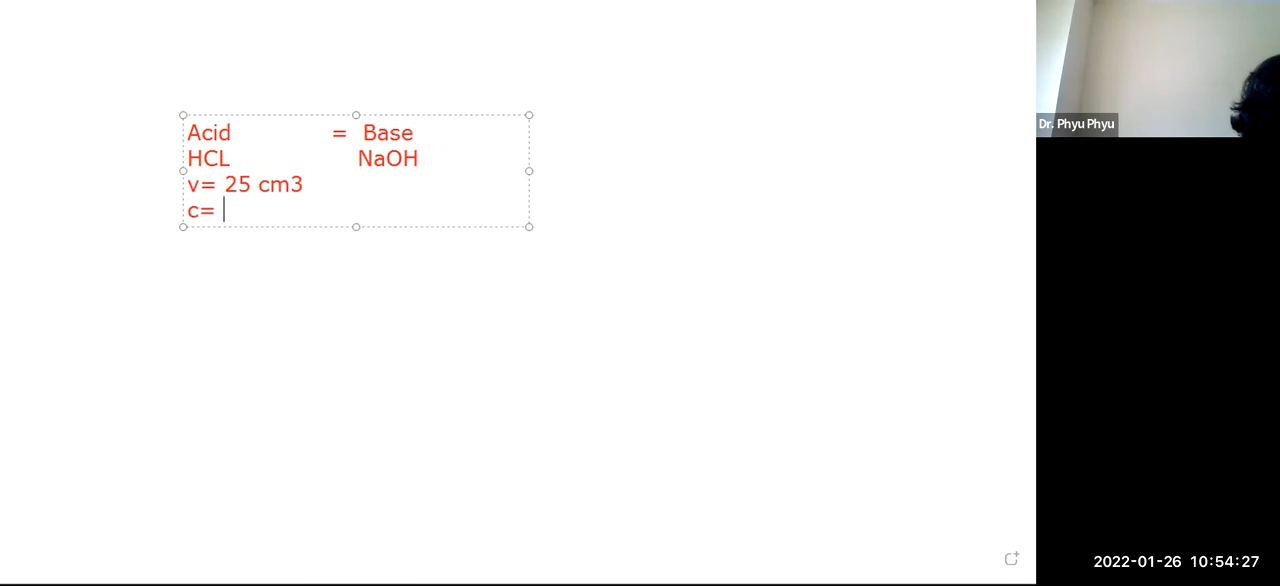 Acid = Base
HCL NaOH
v= 25 cm3
c=
Dr. Phyu Phyu
2022-01-26 10:54:27